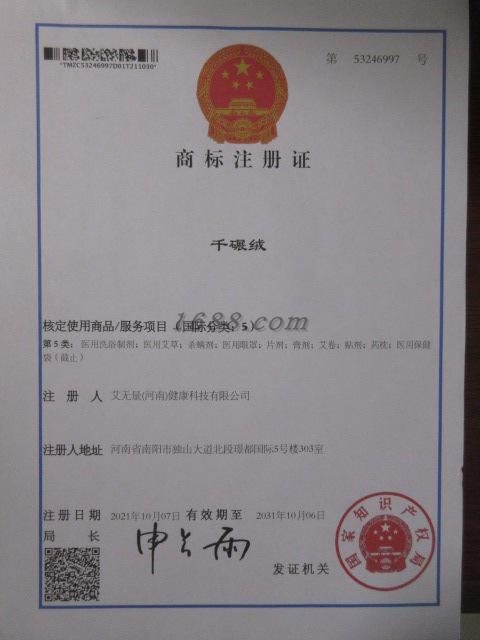 *TMZC53246997D01T211030*
第 53246997 号
商标注册证
千碾绒
1688.com
核定使用商品/服务项目（国际分类：5）
第5类：医用洗浴制剂；医用艾草；杀螨剂；医用眼罩；片剂；膏剂；艾卷；贴剂；药枕；医用保健
袋（截止）
注册人 艾无量(河南)健康科技有限公司
注册人地址 河南省南阳市独山大道北段璟都国际5号楼303室
注册日期 2021年10月07日 有效期至 2031年10月06日
局长 申长雨
发证机关
国家知识产权局